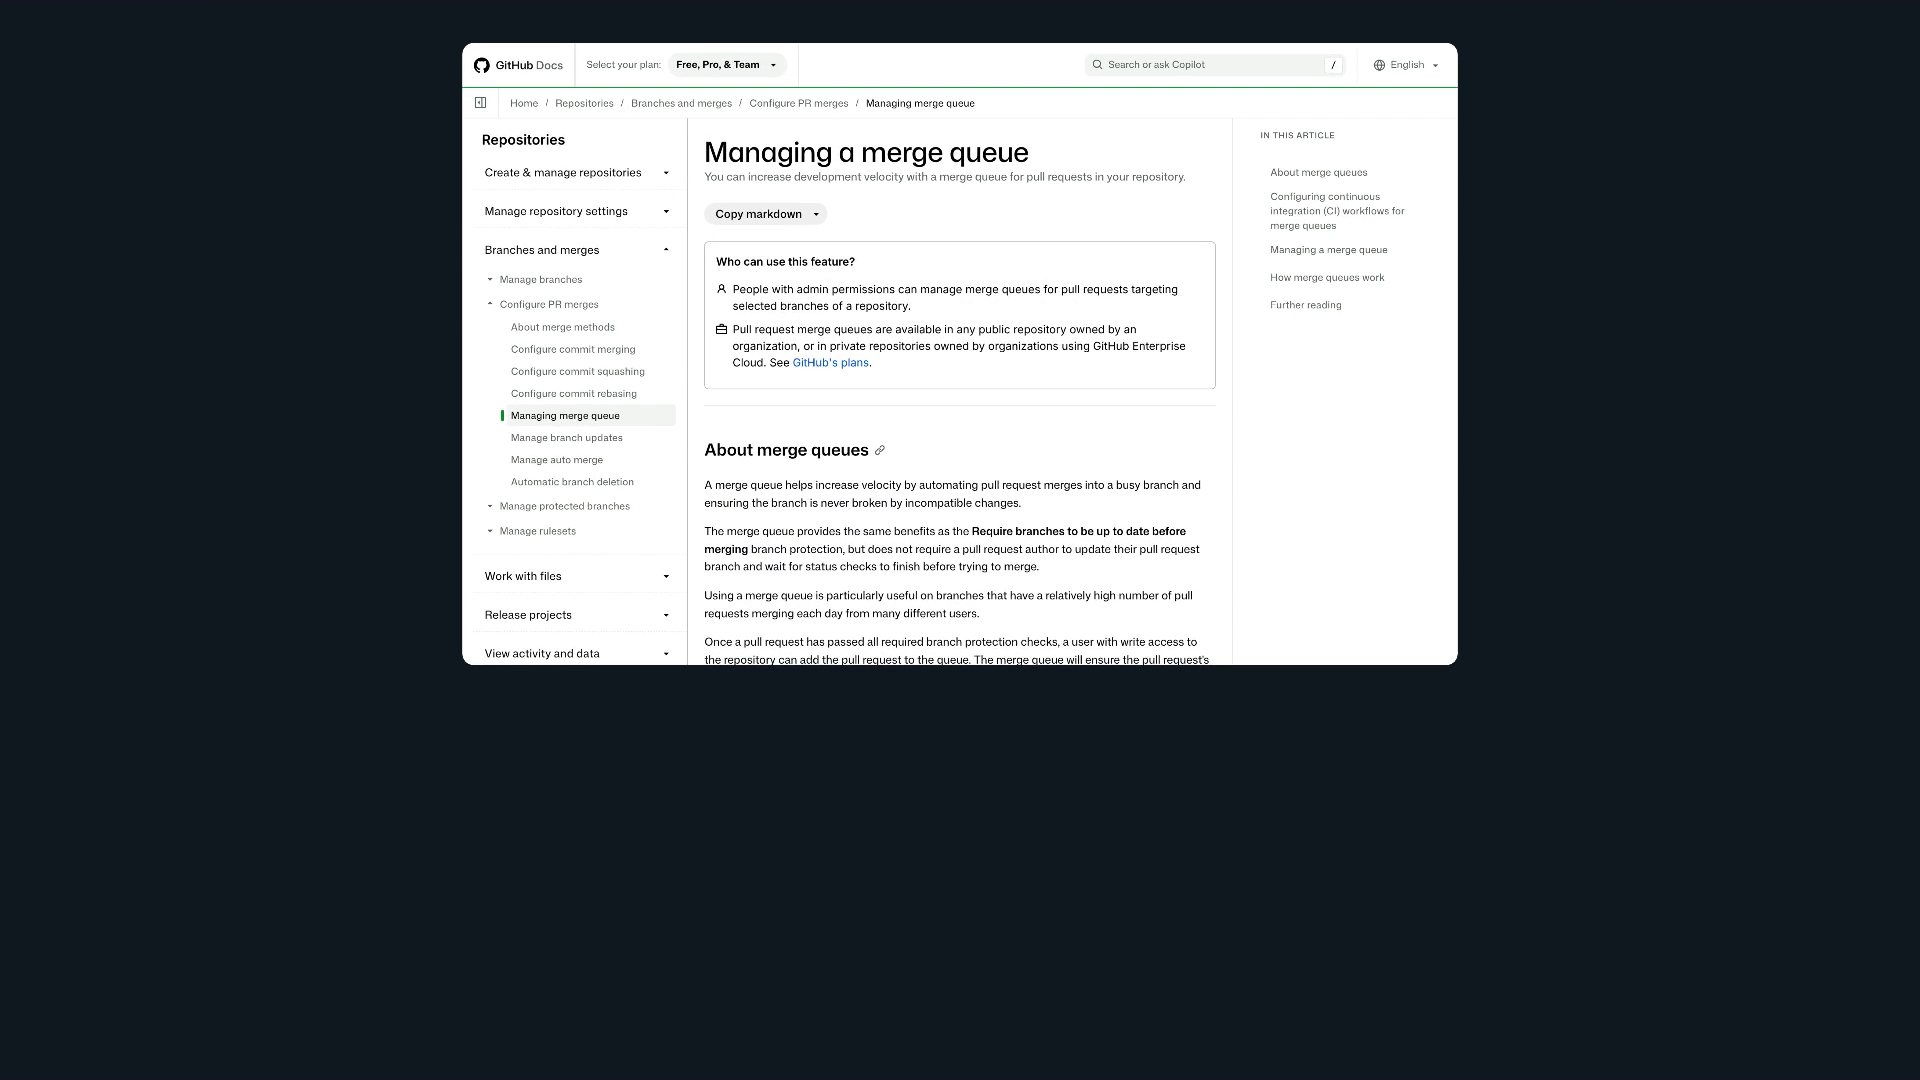 GitHub Docs
Select your plan: Free, Pro, & Team
Search or ask Copilot /
English
Home / Repositories / Branches and merges / Configure PR merges / Managing merge queue
Repositories
Create & manage repositories
Manage repository settings
Branches and merges
Manage branches
Configure PR merges
About merge methods
Configure commit merging
Configure commit squashing
Configure commit rebasing
Managing merge queue
Manage branch updates
Manage auto merge
Automatic branch deletion
Manage protected branches
Manage rulesets
Work with files
Release projects
View activity and data
Managing a merge queue
You can increase development velocity with a merge queue for pull requests in your repository.
Copy markdown
Who can use this feature?
People with admin permissions can manage merge queues for pull requests targeting
selected branches of a repository.
Pull request merge queues are available in any public repository owned by an
organization, or in private repositories owned by organizations using GitHub Enterprise
Cloud. See GitHub's plans.
About merge queues
A merge queue helps increase velocity by automating pull request merges into a busy branch and
ensuring the branch is never broken by incompatible changes.
The merge queue provides the same benefits as the Require branches to be up to date before
merging branch protection, but does not require a pull request author to update their pull request
branch and wait for status checks to finish before trying to merge.
Using a merge queue is particularly useful on branches that have a relatively high number of pull
requests merging each day from many different users.
Once a pull request has passed all required branch protection checks, a user with write access to
the repository can add the pull request to the queue. The merge queue will ensure the pull request's
IN THIS ARTICLE
About merge queues
Configuring continuous
integration (CI) workflows for
merge queues
Managing a merge queue
How merge queues work
Further reading